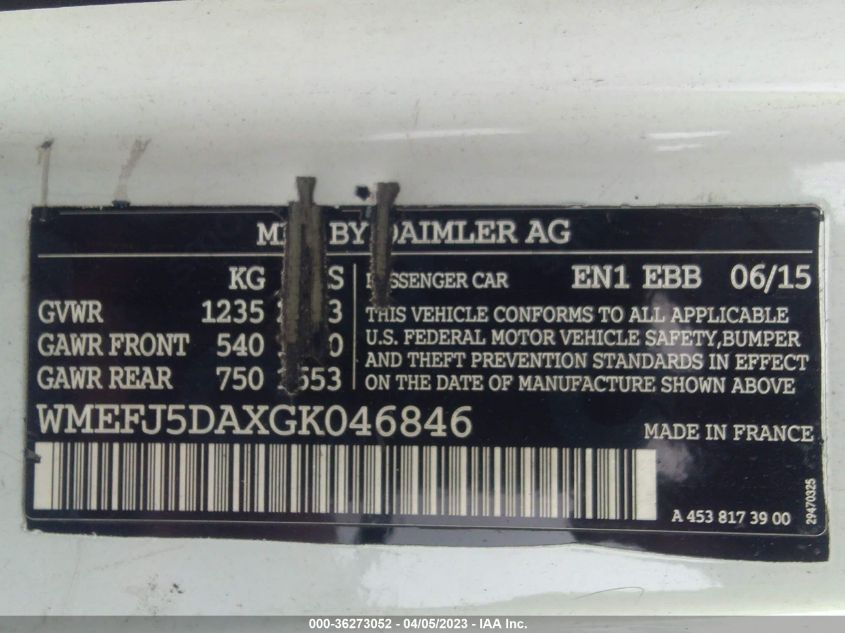 BY DAIMLER AG
KG
PASSENGER CAR
EN1 EBB 06/15
GVWR 1235
GAWR FRONT 540
GAWR REAR 750
THIS VEHICLE CONFORMS TO ALL APPLICABLE
U.S. FEDERAL MOTOR VEHICLE SAFETY,BUMPER
AND THEFT PREVENTION STANDARDS IN EFFECT
ON THE DATE OF MANUFACTURE SHOWN ABOVE
WMEFJ5DAXGK046846
MADE IN FRANCE
A 453 817 39 00
29470325
000-36273052 - 04/05/2023 - IAA Inc.